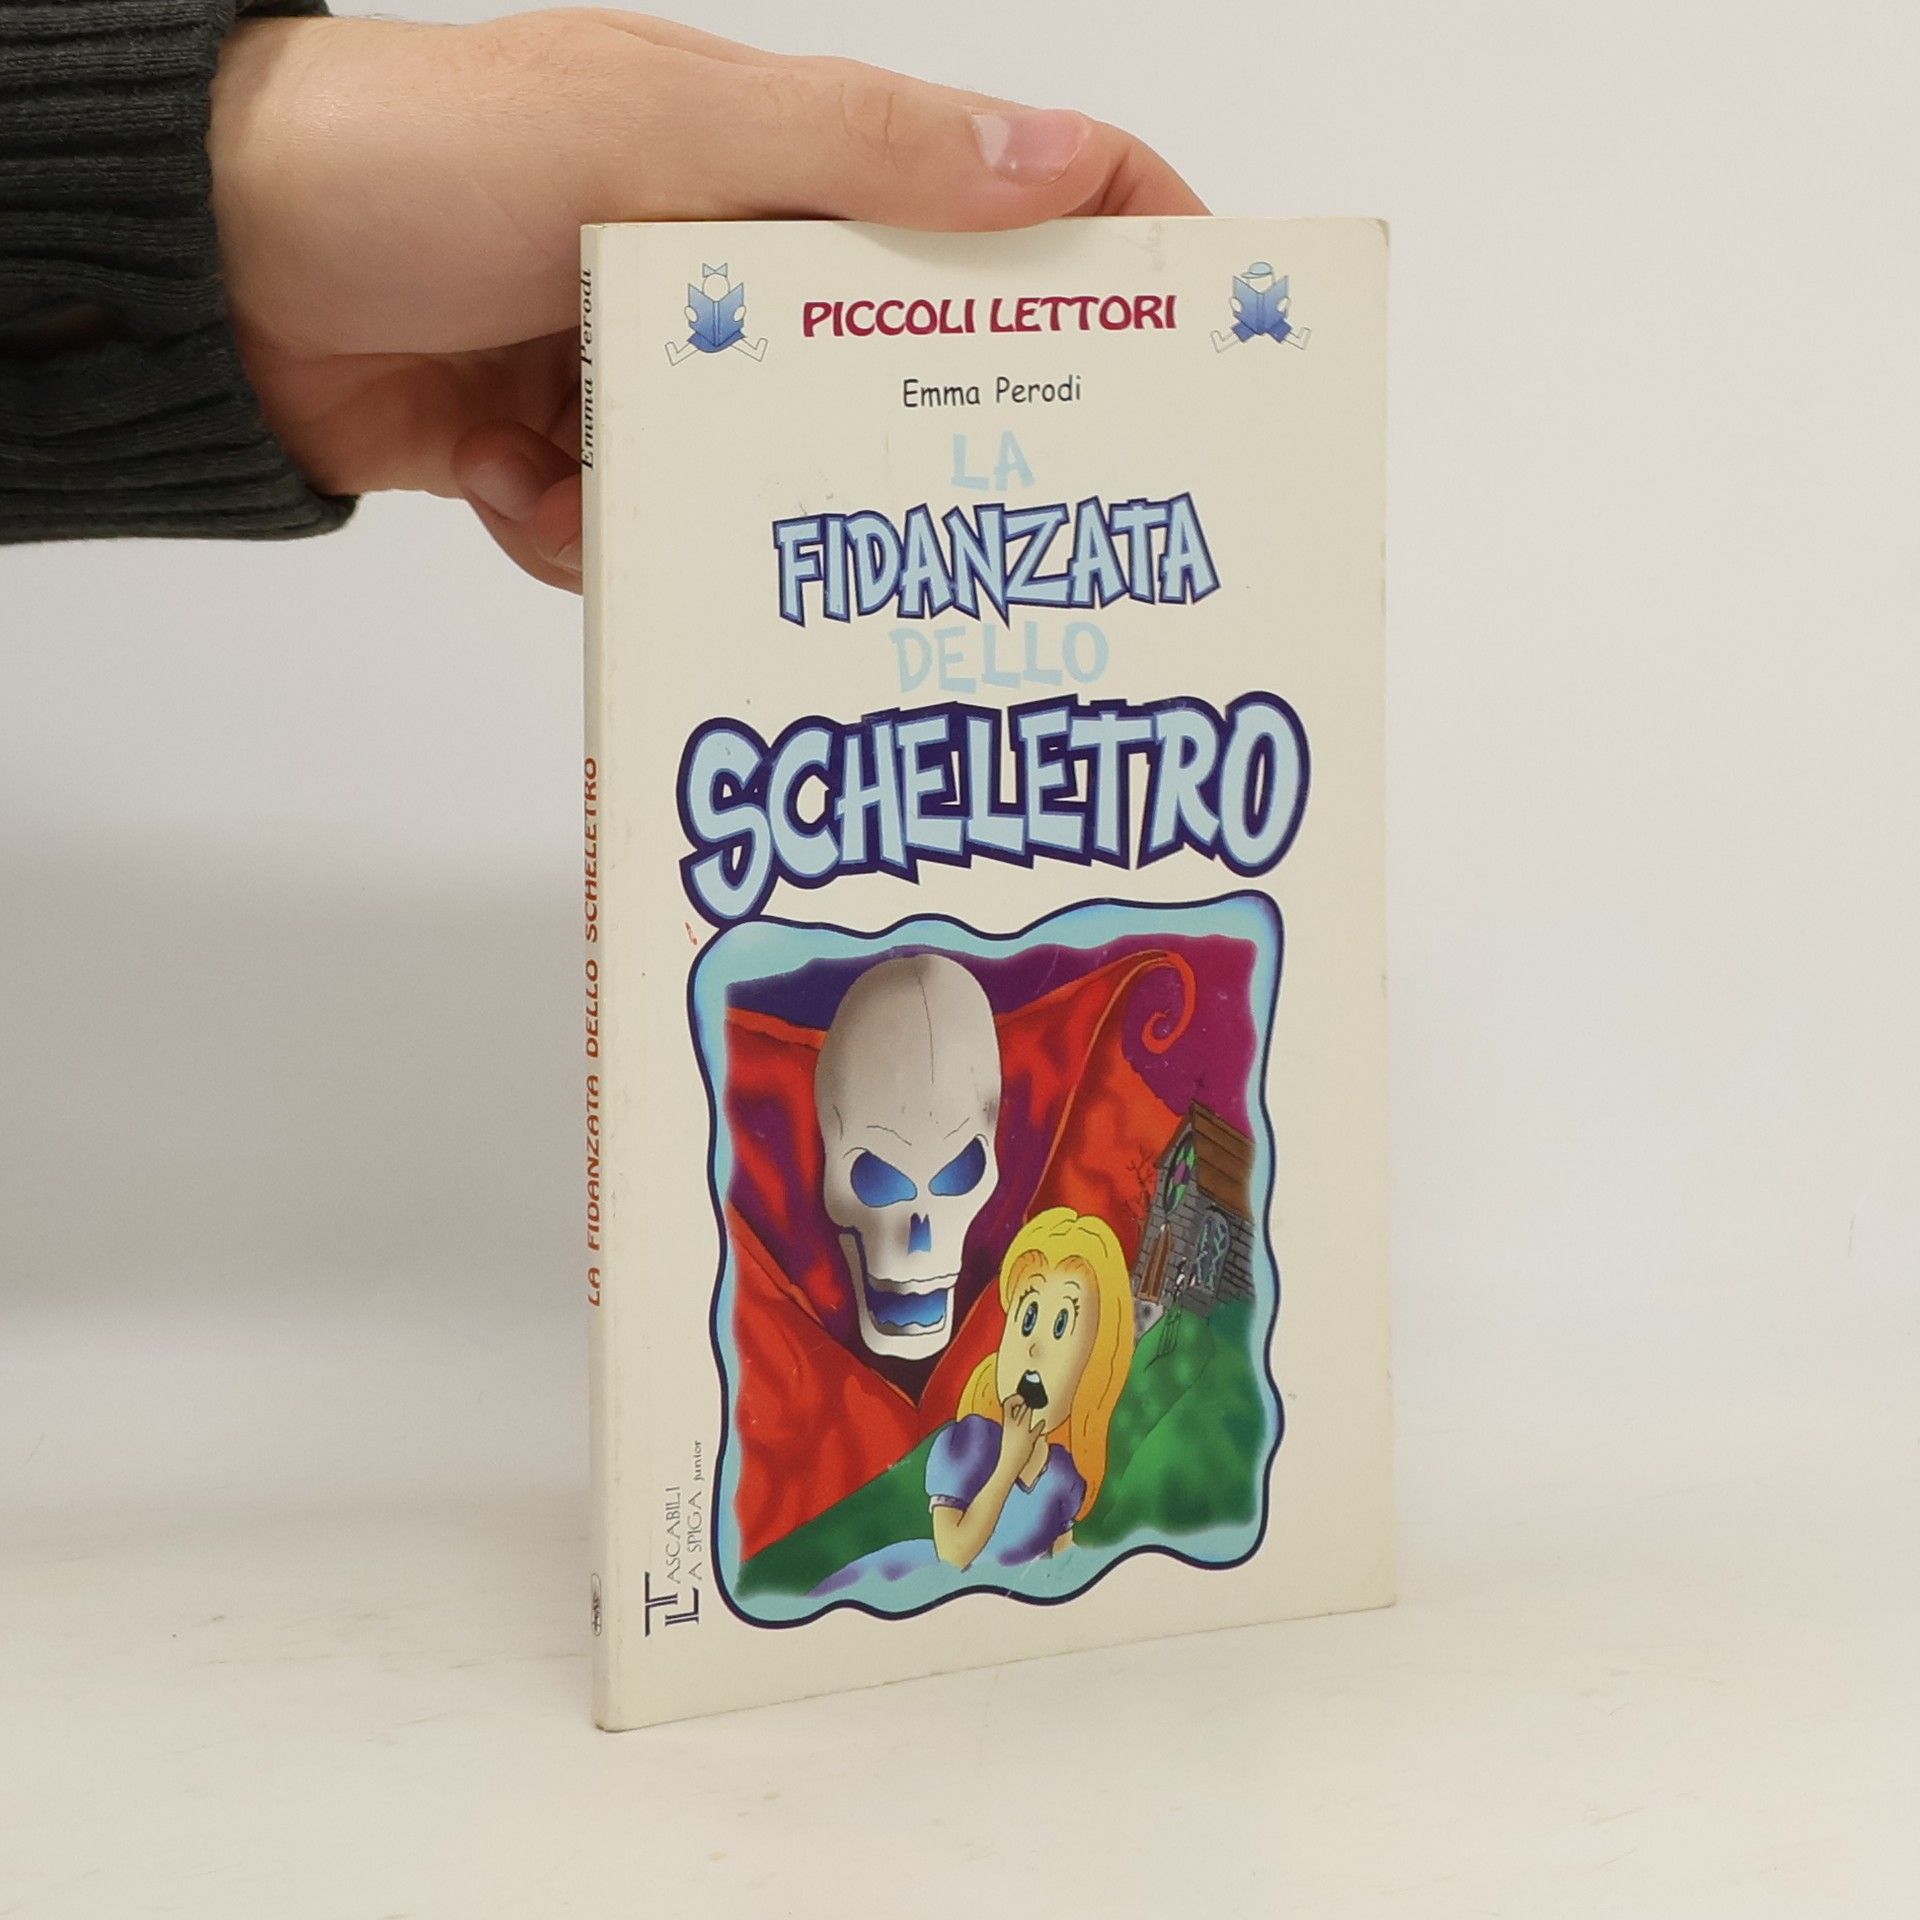 PICCOLI LETTORI
Emma Perodi
LA
FIDANZATA
DELLO
SCHELETRO
TASCABILI
LA SPIGA junior
Emma Perodi
LA FIDANZATA DELLO SCHELETRO